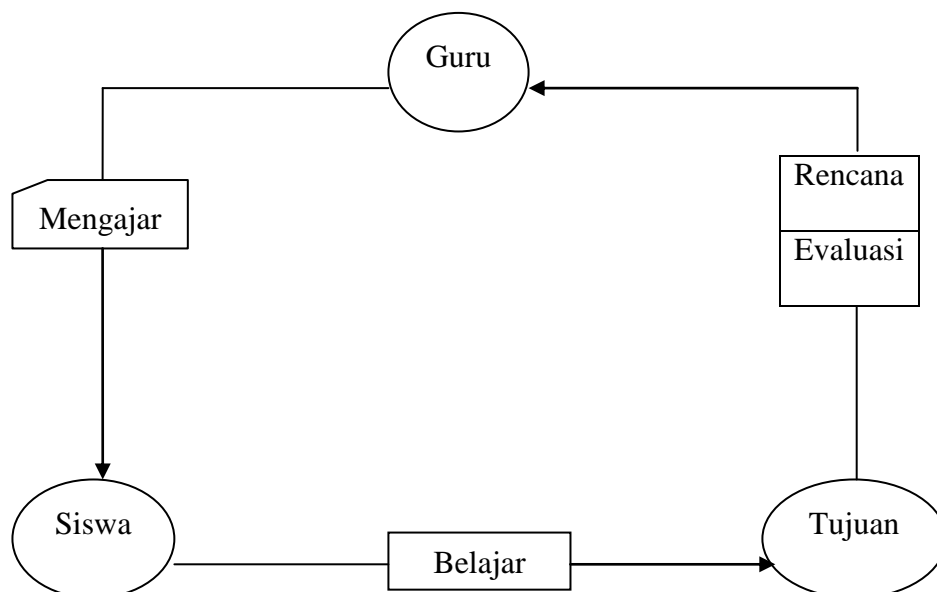 Guru
Rencana
Mengajar
Evaluasi
Siswa
Tujuan
Belajar